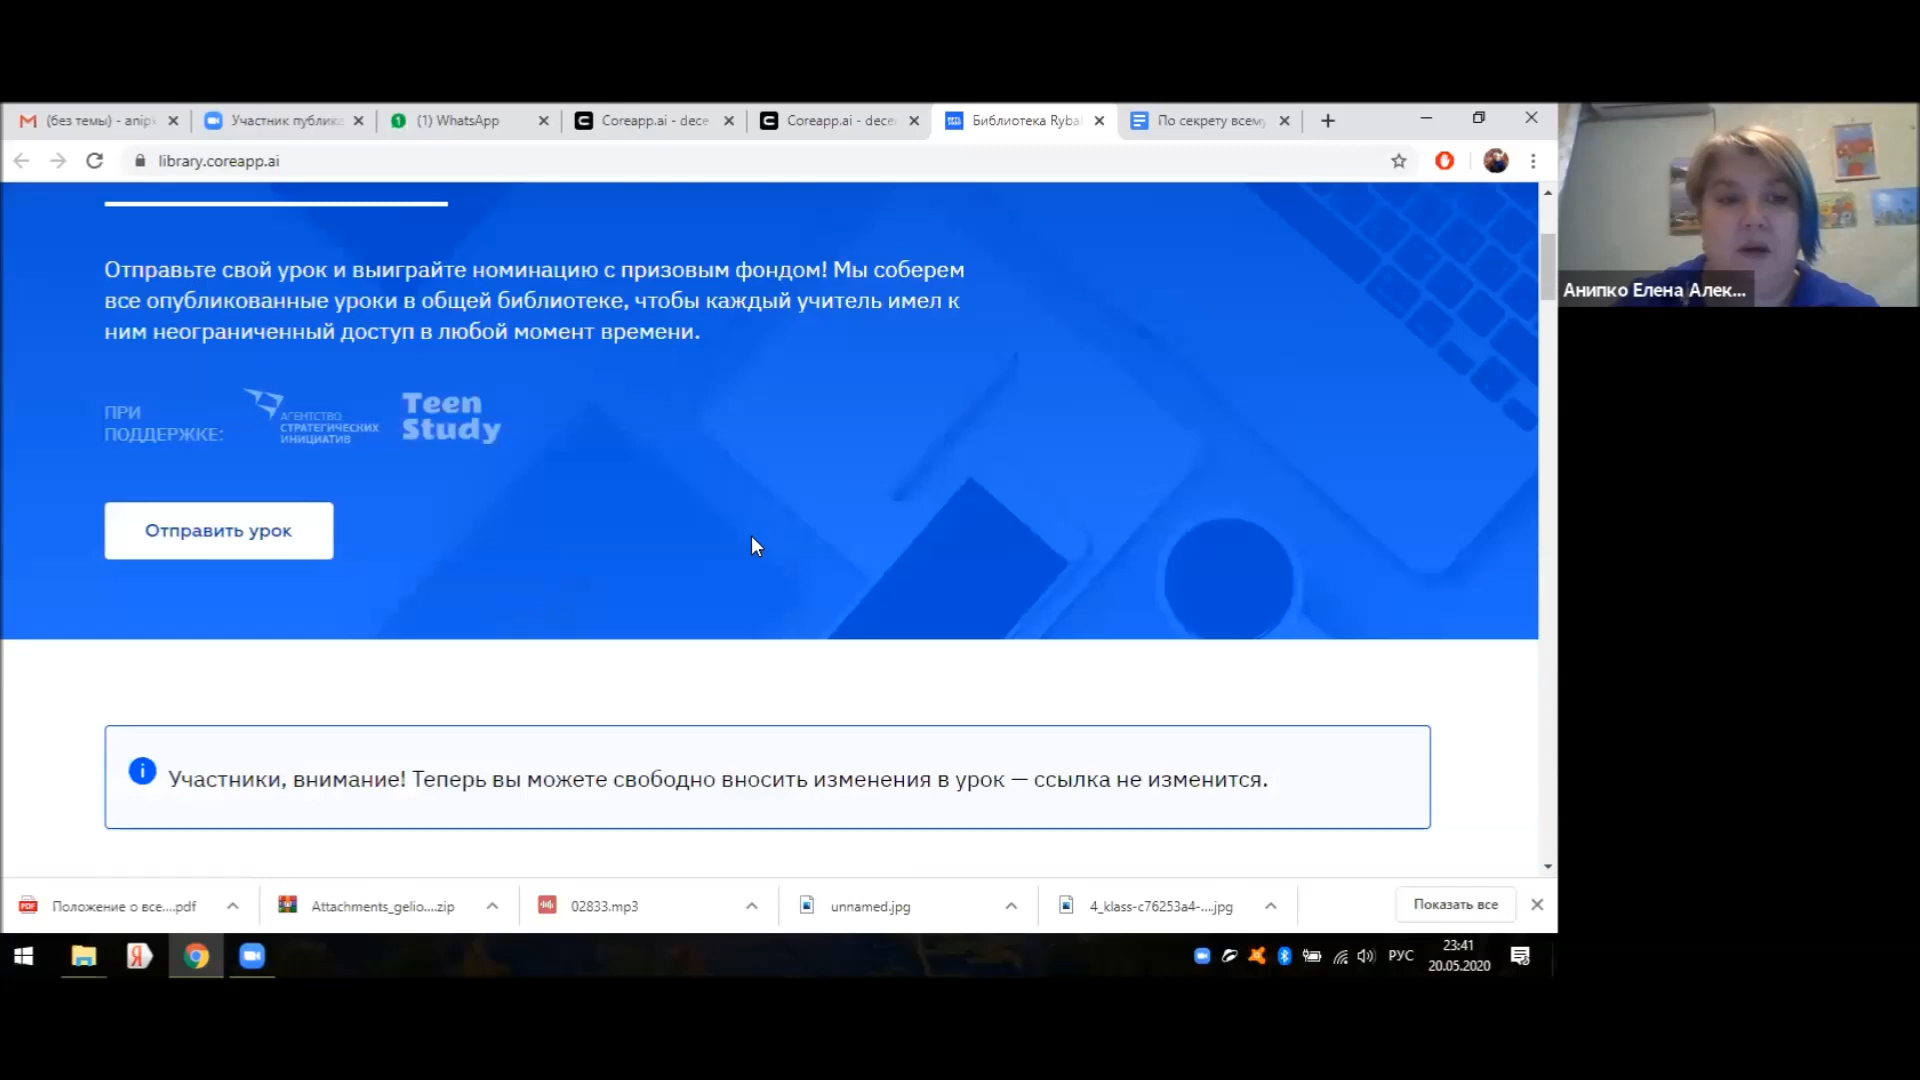 (без темы) - anip
Участник публик
(1) WhatsApp
Coreapp.ai - dece
Coreapp.ai - dece
Библиотека Ryba
По секрету всему
library.coreapp.ai
Отправьте свой урок и выиграйте номинацию с призовым фондом! Мы соберем
все опубликованные уроки в общей библиотеке, чтобы каждый учитель имел к
ним неограниченный доступ в любой момент времени.
ПРИ
ПОДДЕРЖКЕ:
АГЕНТСТВО
СТРАТЕГИЧЕСКИХ
ИНИЦИАТИВ
Teen
Study
Отправить урок
Участники, внимание! Теперь вы можете свободно вносить изменения в урок — ссылка не изменится.
Анипко Елена Алек...
Положение о все....pdf
Attachments_gelio....zip
02833.mp3
unnamed.jpg
4_klass-c76253a4-....jpg
Показать все
РУС
23:41
20.05.2020